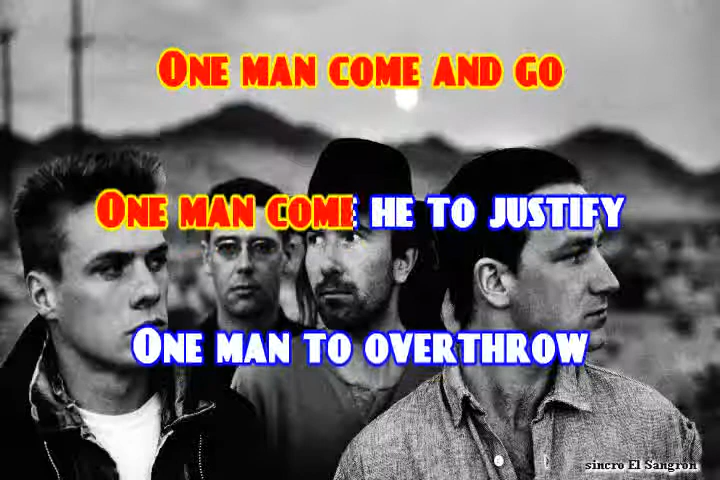 One man come and go
One man come he to justify
One man to overthrow
sincro El Sangron